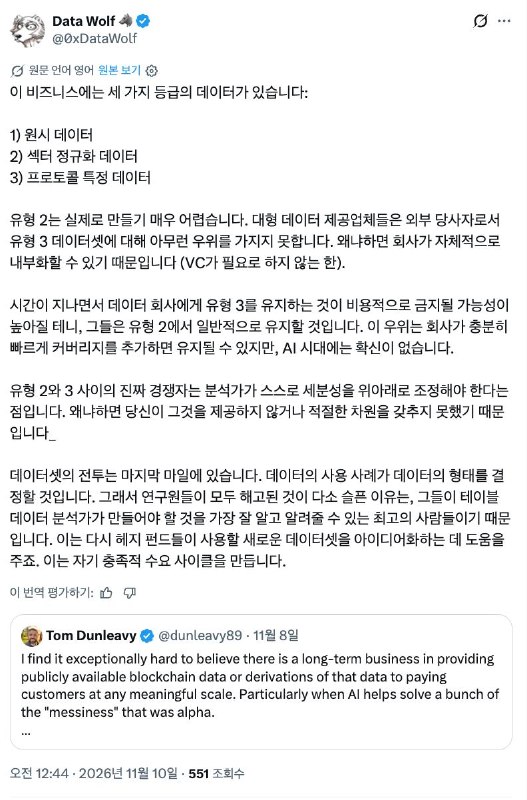 Data Wolf
@0xDataWolf
원문 언어 영어 원본 보기
이 비즈니스에는 세 가지 등급의 데이터가 있습니다:
1) 원시 데이터
2) 섹터 정규화 데이터
3) 프로토콜 특정 데이터
유형 2는 실제로 만들기 매우 어렵습니다. 대형 데이터 제공업체들은 외부 당사자로서
유형 3 데이터셋에 대해 아무런 우위를 가지지 못합니다. 왜냐하면 회사가 자체적으로
내부화할 수 있기 때문입니다 (VC가 필요로 하지 않는 한).
시간이 지나면서 데이터 회사에게 유형 3를 유지하는 것이 비용적으로 금지될 가능성이
높아질 테니, 그들은 유형 2에서 일반적으로 유지할 것입니다. 이 우위는 회사가 충분히
빠르게 커버리지를 추가하면 유지될 수 있지만, AI 시대에는 확신이 없습니다.
유형 2와 3 사이의 진짜 경쟁자는 분석가가 스스로 세분성을 위아래로 조정해야 한다는
점입니다. 왜냐하면 당신이 그것을 제공하지 않거나 적절한 차원을 갖추지 못했기 때문
입니다_
데이터셋의 전투는 마지막 마일에 있습니다. 데이터의 사용 사례가 데이터의 형태를 결
정할 것입니다. 그래서 연구원들이 모두 해고된 것이 다소 슬픈 이유는, 그들이 테이블
데이터 분석가가 만들어야 할 것을 가장 잘 알고 알려줄 수 있는 최고의 사람들이기 때문
입니다. 이는 다시 헤지 펀드들이 사용할 새로운 데이터셋을 아이디어화하는 데 도움을
주죠. 이는 자기 충족적 수요 사이클을 만듭니다.
이 번역 평가하기:
Tom Dunleavy @dunleavy89 · 11월 8일
I find it exceptionally hard to believe there is a long-term business in providing
publicly available blockchain data or derivations of that data to paying
customers at any meaningful scale. Particularly when AI helps solve a bunch of
the "messiness" that was alpha.
...
오전 12:44 · 2026년 11월 10일 · 551 조회수